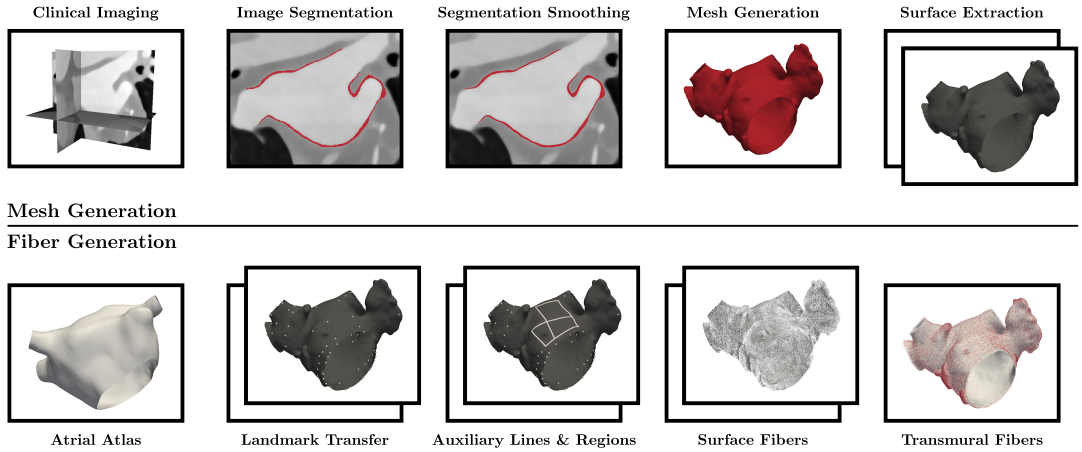 Clinical Imaging
Image Segmentation
Segmentation Smoothing
Mesh Generation
Surface Extraction
Mesh Generation
Fiber Generation
Atrial Atlas
Landmark Transfer
Auxiliary Lines & Regions
Surface Fibers
Transmural Fibers